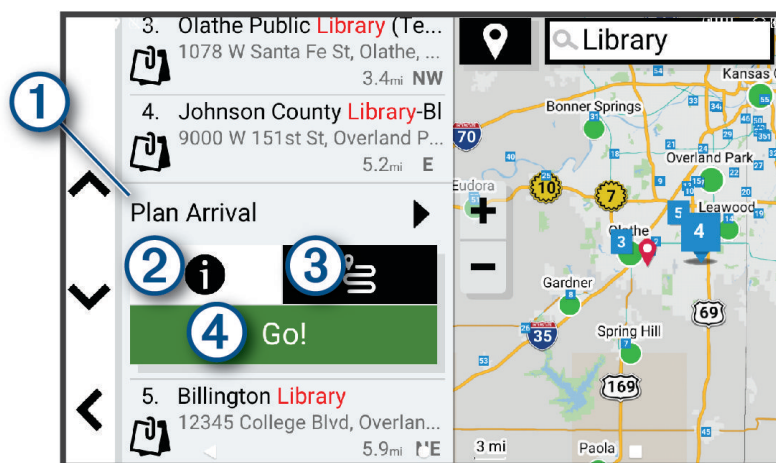 3. Olathe Public Library (Te...
1078 W Santa Fe St, Olathe, ...
3.4mi NW
4. Johnson County Library-Bl
9000 W 151st St, Overland P...
5.2mi E
1
Plan Arrival
2
i
3
4
Go!
5. Billington Library
12345 College Blvd, Overlan...
5.9mi NE
Library
Kansas
Bonner Springs
70
Overland Park
Eudora
10
7
Leawood
5
4
3
Olathe
+
−
Gardner
69
35
Spring Hill
169
3 mi
Paola